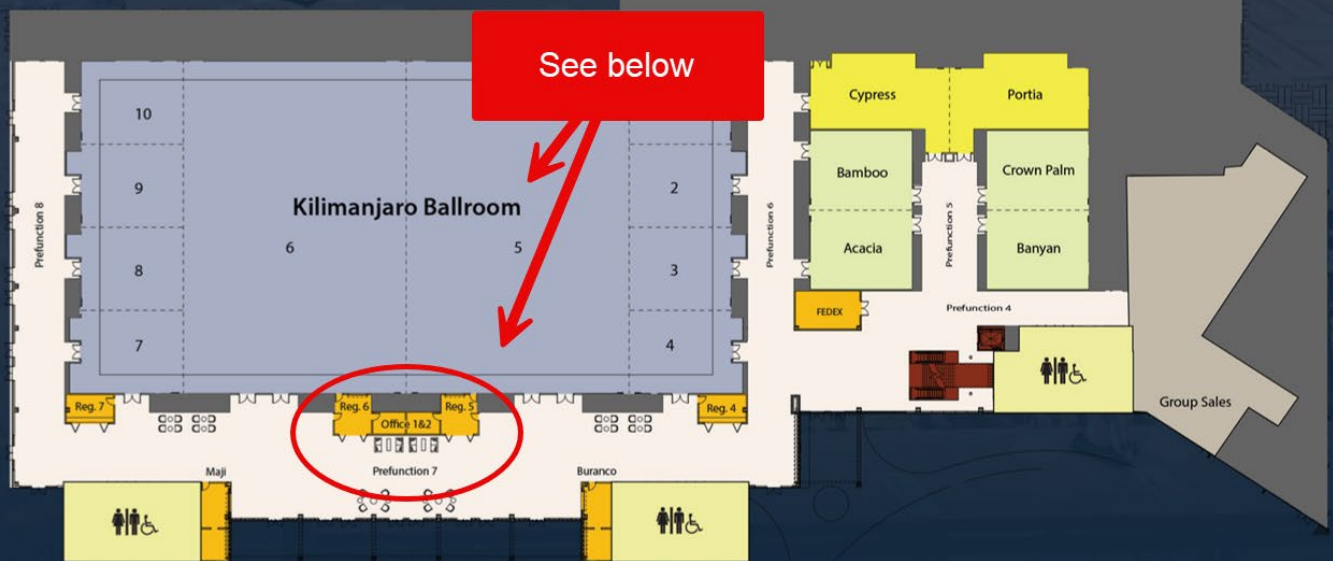 See below
10
9
8
7
Kilimanjaro Ballroom
6
5
2
3
4
Prefunction 8
Prefunction 6
Cypress
Portia
Bamboo
Crown Palm
Acacia
Banyan
Prefunction 5
Prefunction 4
FEDEX
Group Sales
Reg. 7
Reg. 6
Office 1&2
Reg. 5
Reg. 4
Maji
Prefunction 7
Buranco